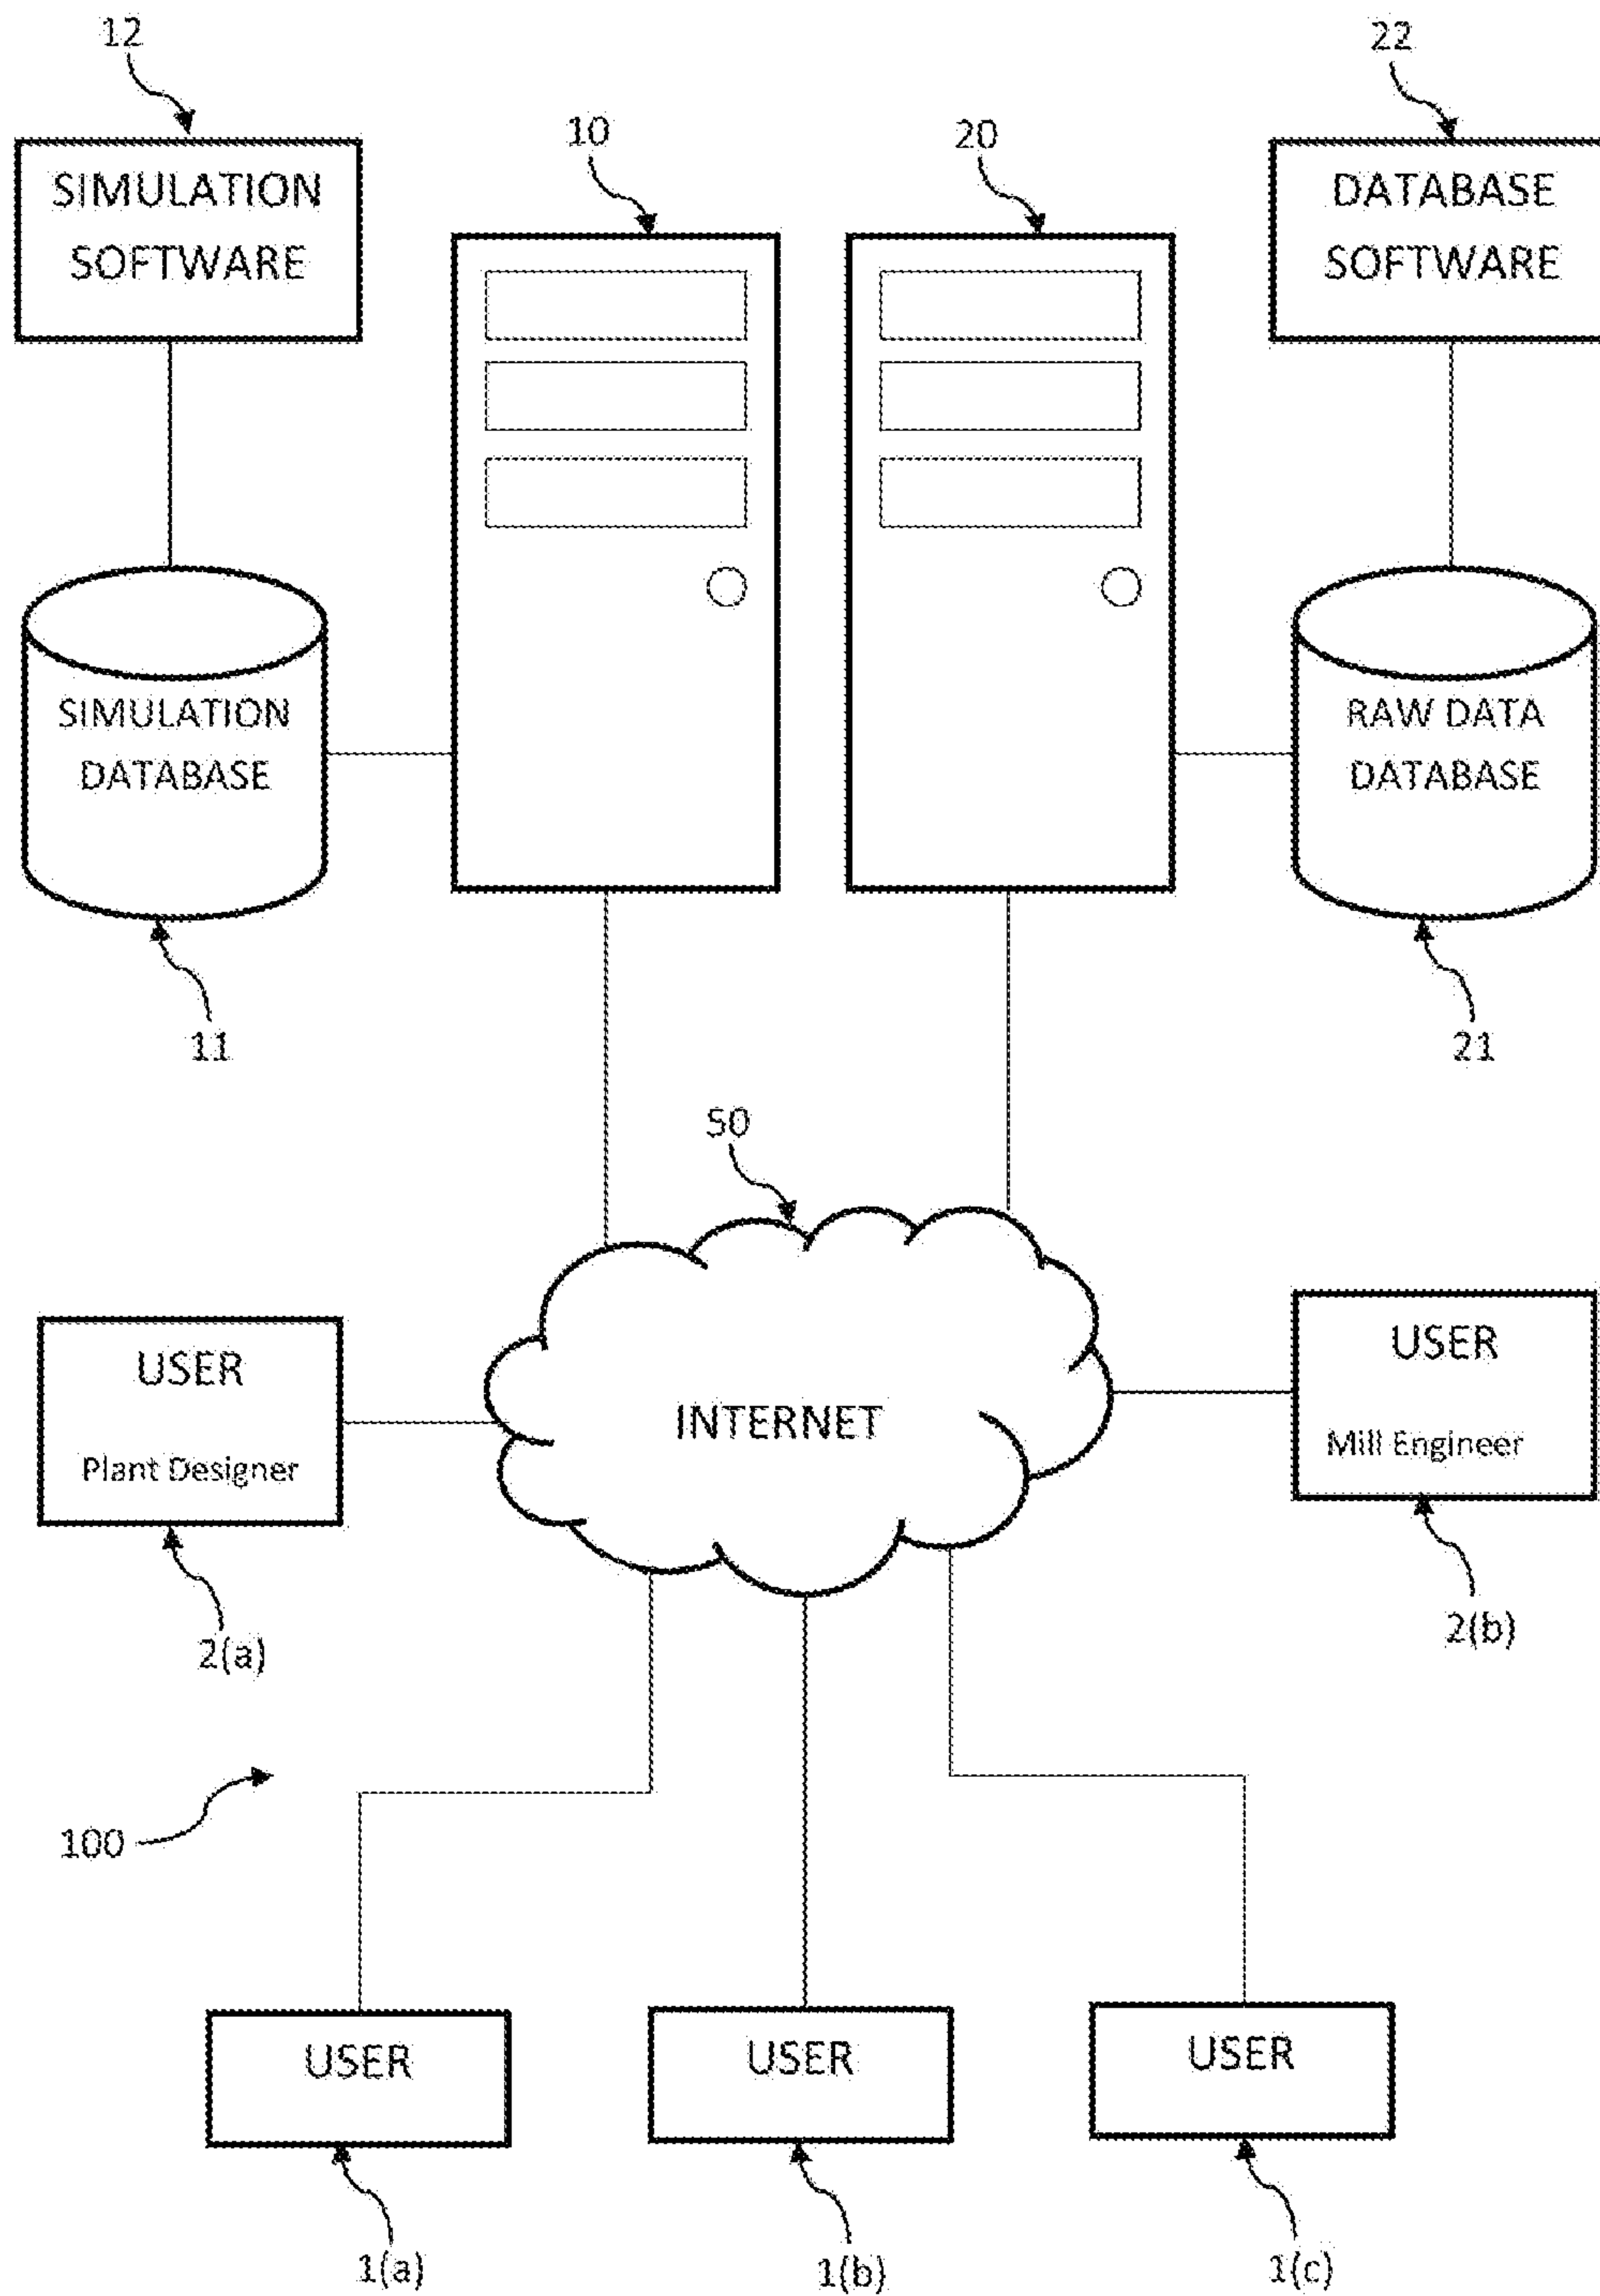 12
22
10
20
SIMULATION
SOFTWARE
DATABASE
SOFTWARE
SIMULATION
DATABASE
RAW DATA
DATABASE
11
21
50
USER
Plant Designer
INTERNET
USER
Mill Engineer
2(a)
2(b)
100
USER
USER
USER
1(a)
1(b)
1(c)